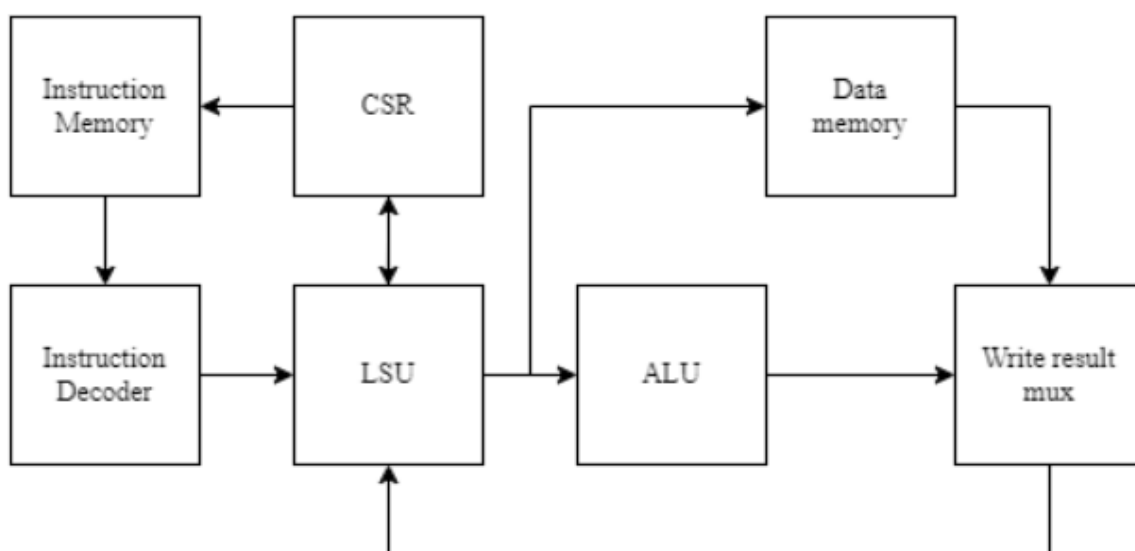 Instruction
Memory
CSR
Data
memory
Instruction
Decoder
LSU
ALU
Write result
mux